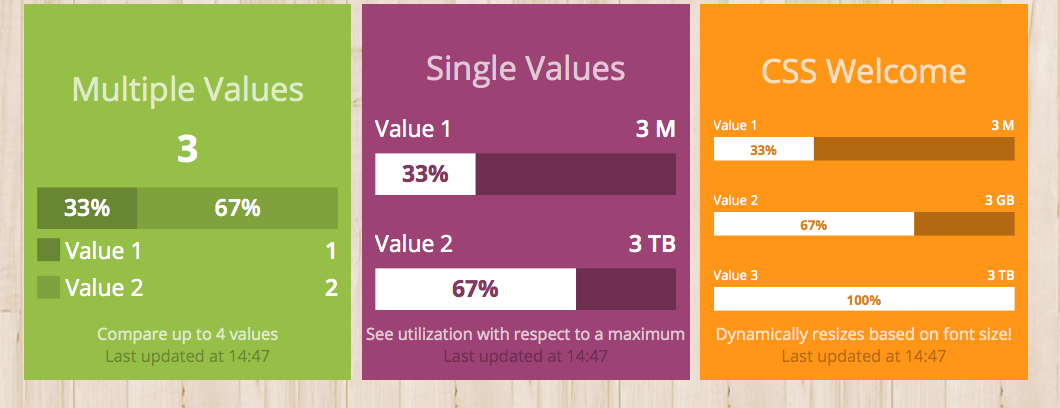 Multiple Values
3
33% 67%
Value 1 1
Value 2 2
Compare up to 4 values
Last updated at 14:47
Single Values
Value 1 3 M
33%
Value 2 3 TB
67%
See utilization with respect to a maximum
Last updated at 14:47
CSS Welcome
Value 1 3 M
33%
Value 2 3 GB
67%
Value 3 3 TB
100%
Dynamically resizes based on font size!
Last updated at 14:47